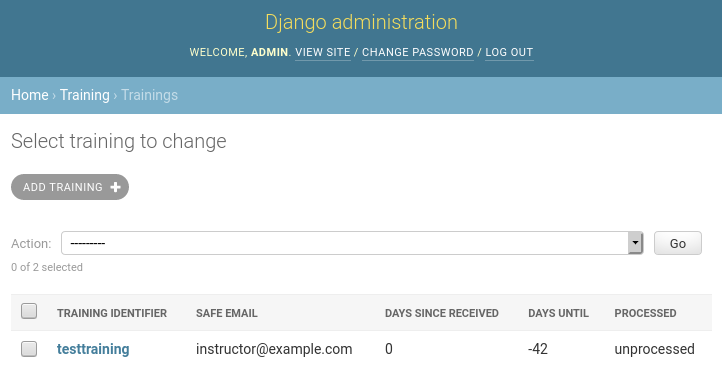 Django administration
WELCOME, ADMIN. VIEW SITE / CHANGE PASSWORD / LOG OUT
Home › Training › Trainings
Select training to change
ADD TRAINING +
Action: --------- Go
0 of 2 selected
TRAINING IDENTIFIER SAFE EMAIL DAYS SINCE RECEIVED DAYS UNTIL PROCESSED
testtraining instructor@example.com 0 -42 unprocessed